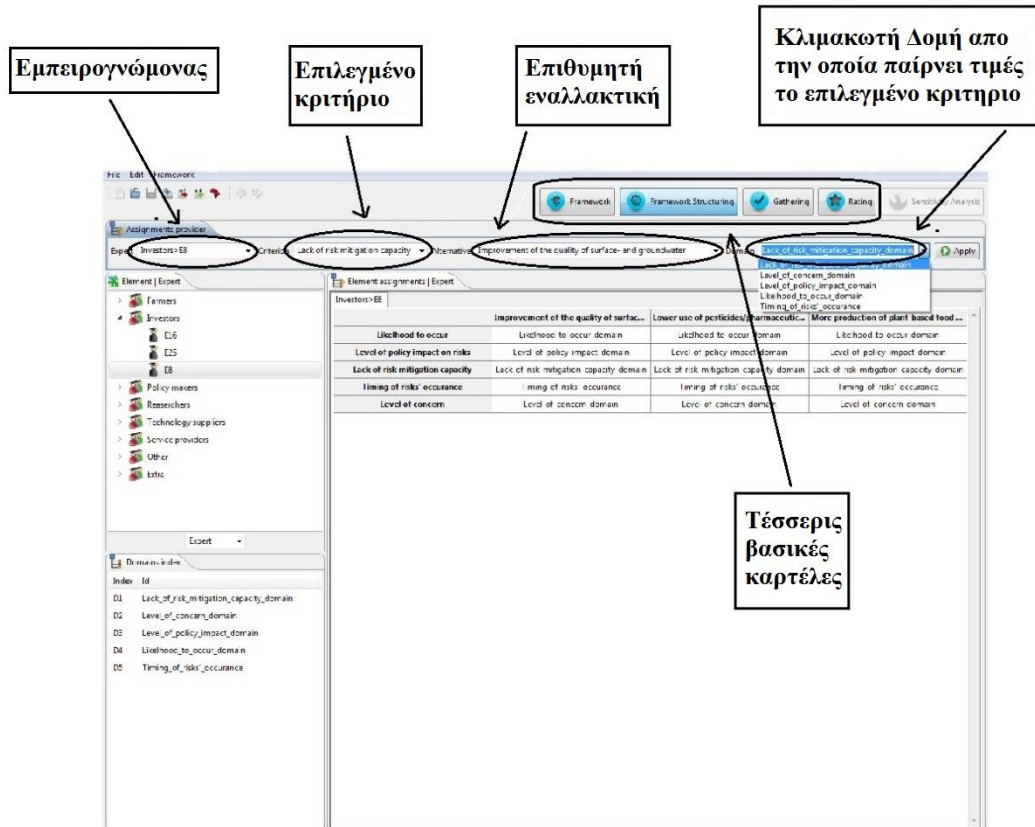 Εμπειρογνώμονας
Επιλεγμένο
κριτήριο
Επιθυμητή
εναλλακτική
Κλιμακωτή Δομή απο
την οποία παίρνει τιμές
το επιλεγμένο κριτηριο
File Edit Framework
Framework
Framework Structuring
Gathering
Rating
Sensitivity Analysis
Assignments provider
Expert Investors>E8 Criterion Lack of risk mitigation capacity Alternative Improvement of the quality of surface- and groundwater Domain Lack_of_risk_mitigation_capacity_domain Apply
Lack_of_risk_mitigation_capacity_domain
Level_of_concern_domain
Level_of_policy_impact_domain
Likelihood_to_occur_domain
Timing_of_risks'_occurance
Element | Expert
Farmers
Investors
E16
E25
E8
Policy makers
Researchers
Technology suppliers
Service providers
Other
Extra
Expert
Element assignments | Expert
Investors>E8
Improvement of the quality of surfac... Lower use of pesticides/pharmaceutic... More production of plant based food ...
Likelihood to occur Likelihood to occur domain Likelihood to occur domain Likelihood to occur domain
Level of policy impact on risks Level of policy impact domain Level of policy impact domain Level of policy impact domain
Lack of risk mitigation capacity Lack of risk mitigation capacity domain Lack of risk mitigation capacity domain Lack of risk mitigation capacity domain
Timing of risks' occurance Timing of risks' occurance Timing of risks' occurance Timing of risks' occurance
Level of concern Level of concern domain Level of concern domain Level of concern domain
Τέσσερις
βασικές
καρτέλες
Domains index
Index Id
D1 Lack_of_risk_mitigation_capacity_domain
D2 Level_of_concern_domain
D3 Level_of_policy_impact_domain
D4 Likelihood_to_occur_domain
D5 Timing_of_risks'_occurance